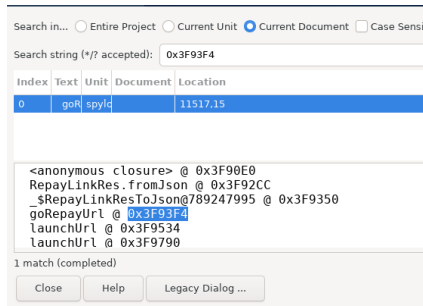 Search in... Entire Project Current Unit Current Document Case Sensi
Search string (*/? accepted): 0x3F93F4
Index Text Unit Document Location
0 goR spylo 11517,15
<anonymous closure> @ 0x3F90E0
RepayLinkRes.fromJson @ 0x3F92CC
_$RepayLinkResToJson@789247995 @ 0x3F9350
goRepayUrl @ 0x3F93F4
launchUrl @ 0x3F9534
launchUrl @ 0x3F9790
1 match (completed)
Close Help Legacy Dialog ...